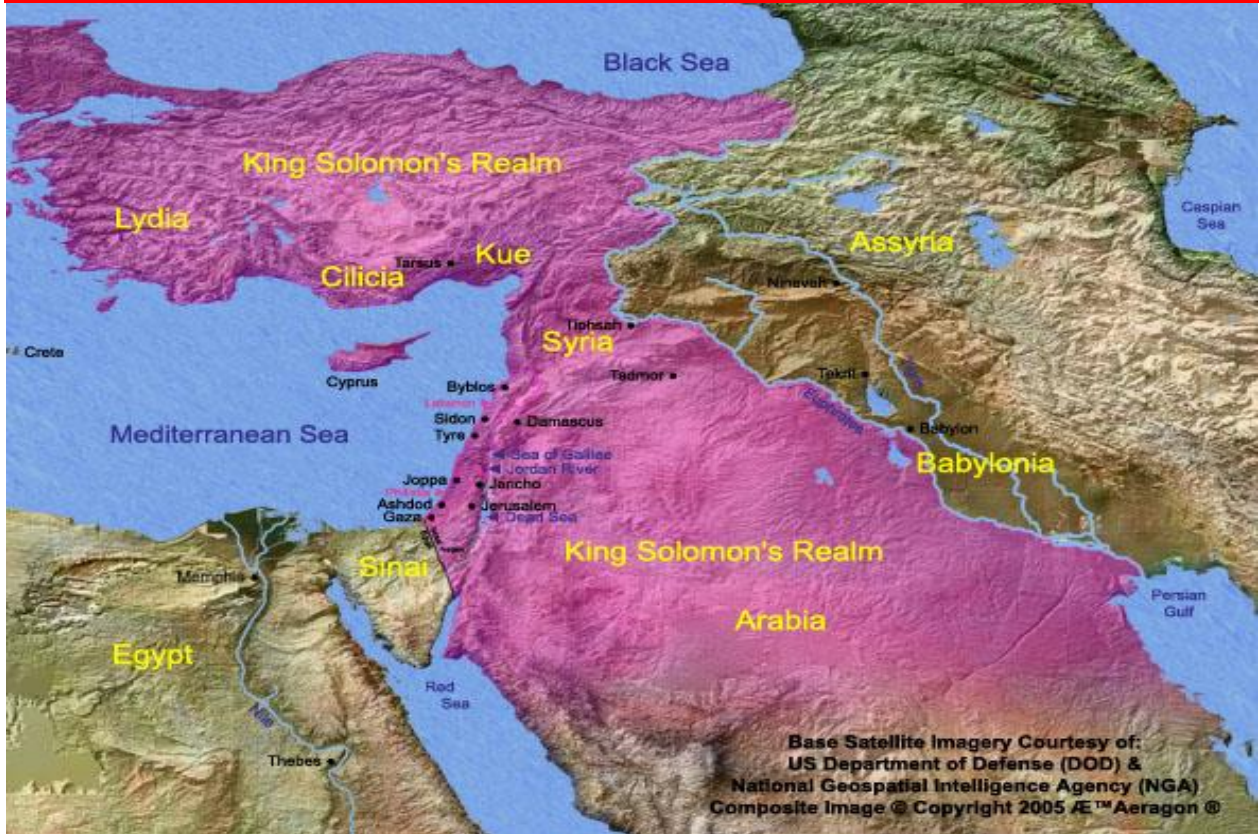 Black Sea
King Solomon's Realm
Caspian
Sea
Lydia
Assyria
Kue
Tarsus
Cilicia
Ninevah
Tiphsah
Syria
Crete
Cyprus
Tadmor
Tekrit
Byblos
Lebanon
Euphrates
Sidon
Damascus
Babylon
Mediterranean Sea
Tyre
Sea of Galilee
Babylonia
Jordan River
Joppa
Jericho
Philistia
Ashdod
Jerusalem
Gaza
Dead Sea
King Solomon's Realm
Sinai
Memphis
Persian
Gulf
Arabia
Egypt
Red
Sea
Nile
Thebes
Base Satellite Imagery Courtesy of:
US Department of Defense (DOD) &
National Geospatial Intelligence Agency (NGA)
Composite Image © Copyright 2005 Æ™Aeragon ®